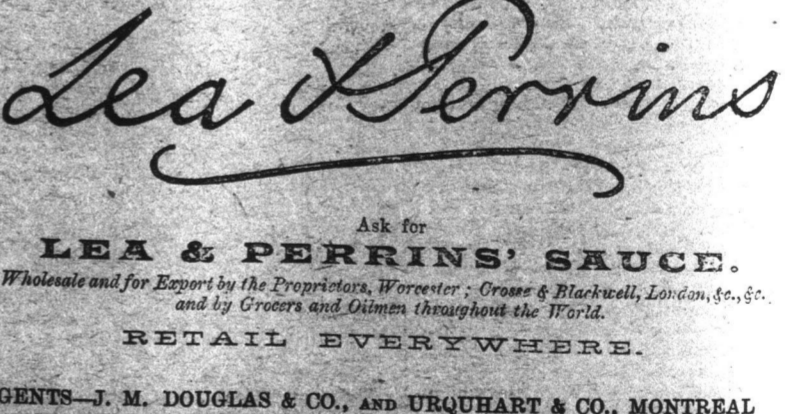 Lea & Perrins
Ask for
LEA & PERRINS' SAUCE.
Wholesale and for Export by the Proprietors, Worcester; Crosse & Blackwell, London, &c., &c.
and by Grocers and Oilmen throughout the World.
RETAIL EVERYWHERE.
GENTS—J. M. DOUGLAS & CO., AND URQUHART & CO., MONTREAL